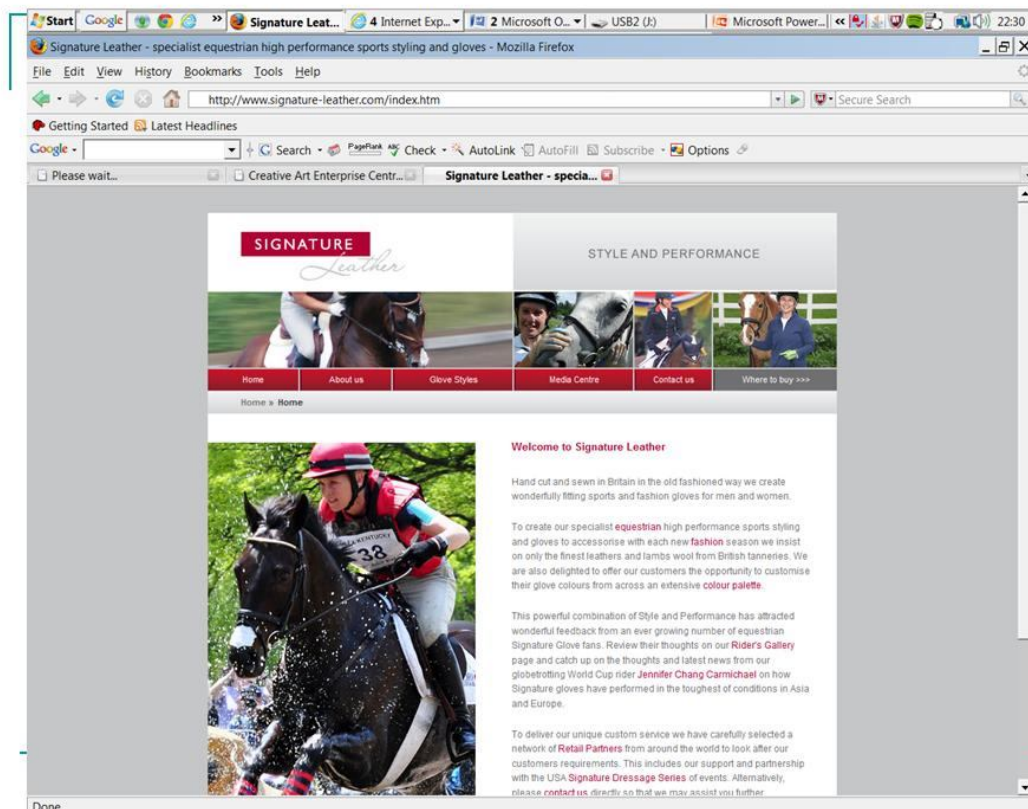 Start Google » Signature Leat... 4 Internet Exp... 2 Microsoft O... USB2 (J:) Microsoft Power... « 22:30
Signature Leather - specialist equestrian high performance sports styling and gloves - Mozilla Firefox
File Edit View History Bookmarks Tools Help
http://www.signature-leather.com/index.htm Secure Search
Getting Started Latest Headlines
Google Search PageRank ABC Check AutoLink AutoFill Subscribe Options
Please wait... Creative Art Enterprise Centr... Signature Leather - specia...
SIGNATURE
Leather
STYLE AND PERFORMANCE
Home About us Glove Styles Media Centre Contact us Where to buy >>>
Home » Home
Welcome to Signature Leather
Hand cut and sewn in Britain in the old fashioned way we create
wonderfully fitting sports and fashion gloves for men and women.
To create our specialist equestrian high performance sports styling
and gloves to accessorise with each new fashion season we insist
on only the finest leathers and lambs wool from British tanneries. We
are also delighted to offer our customers the opportunity to customise
their glove colours from across an extensive colour palette.
This powerful combination of Style and Performance has attracted
wonderful feedback from an ever growing number of equestrian
Signature Glove fans. Review their thoughts on our Rider's Gallery
page and catch up on the thoughts and latest news from our
globetrotting World Cup rider Jennifer Chang Carmichael on how
Signature gloves have performed in the toughest of conditions in Asia
and Europe.
To deliver our unique custom service we have carefully selected a
network of Retail Partners from around the world to look after our
customers requirements. This includes our support and partnership
with the USA Signature Dressage Series of events. Alternatively,
please contact us directly so that we may assist you further.
KENTUCKY
38
Done